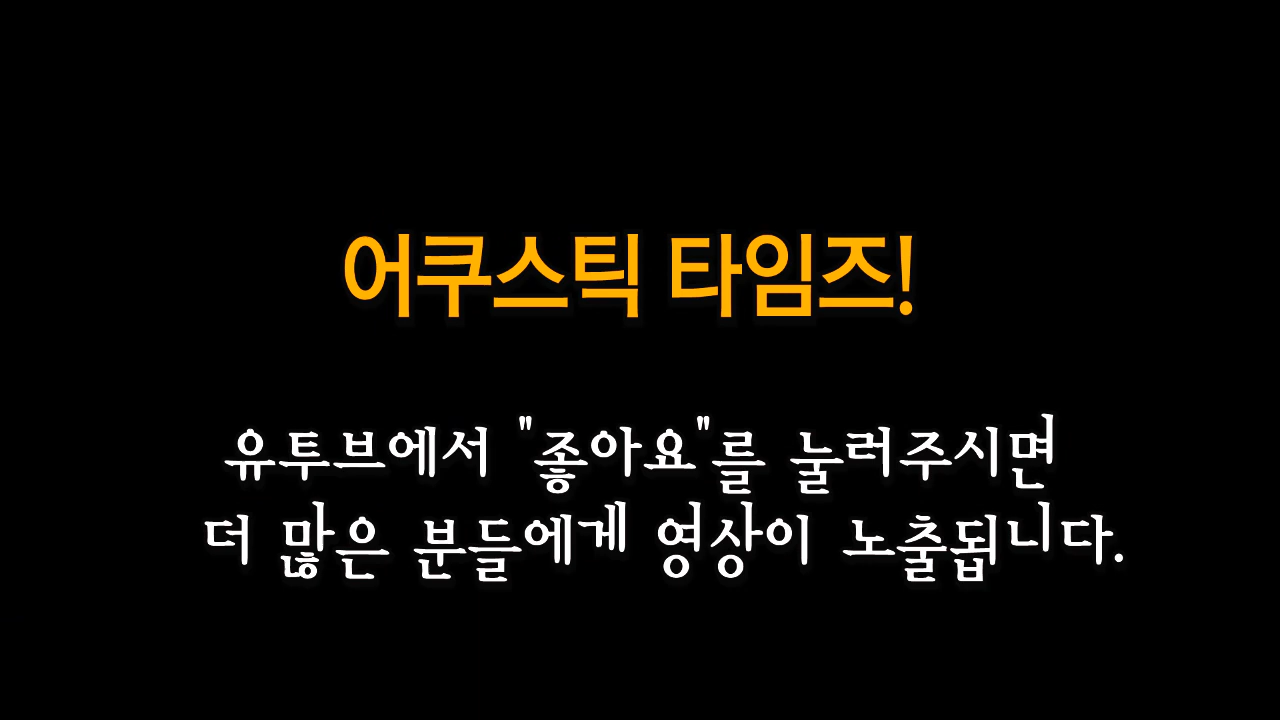 어쿠스틱 타임즈!
유투브에서 "좋아요"를 눌러주시면
더 많은 분들에게 영상이 노출됩니다.